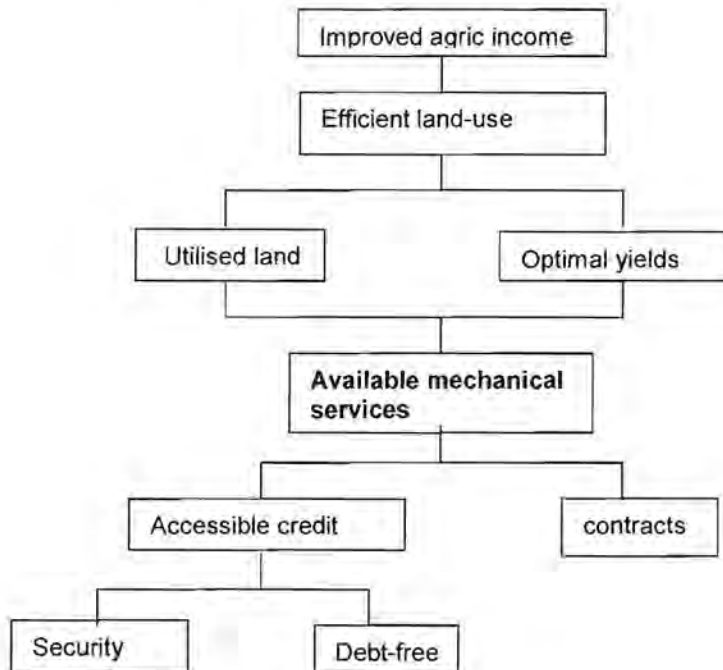 Improved agric income
Efficient land-use
Utilised land
Optimal yields
Available mechanical
services
Accessible credit
contracts
Security
Debt-free